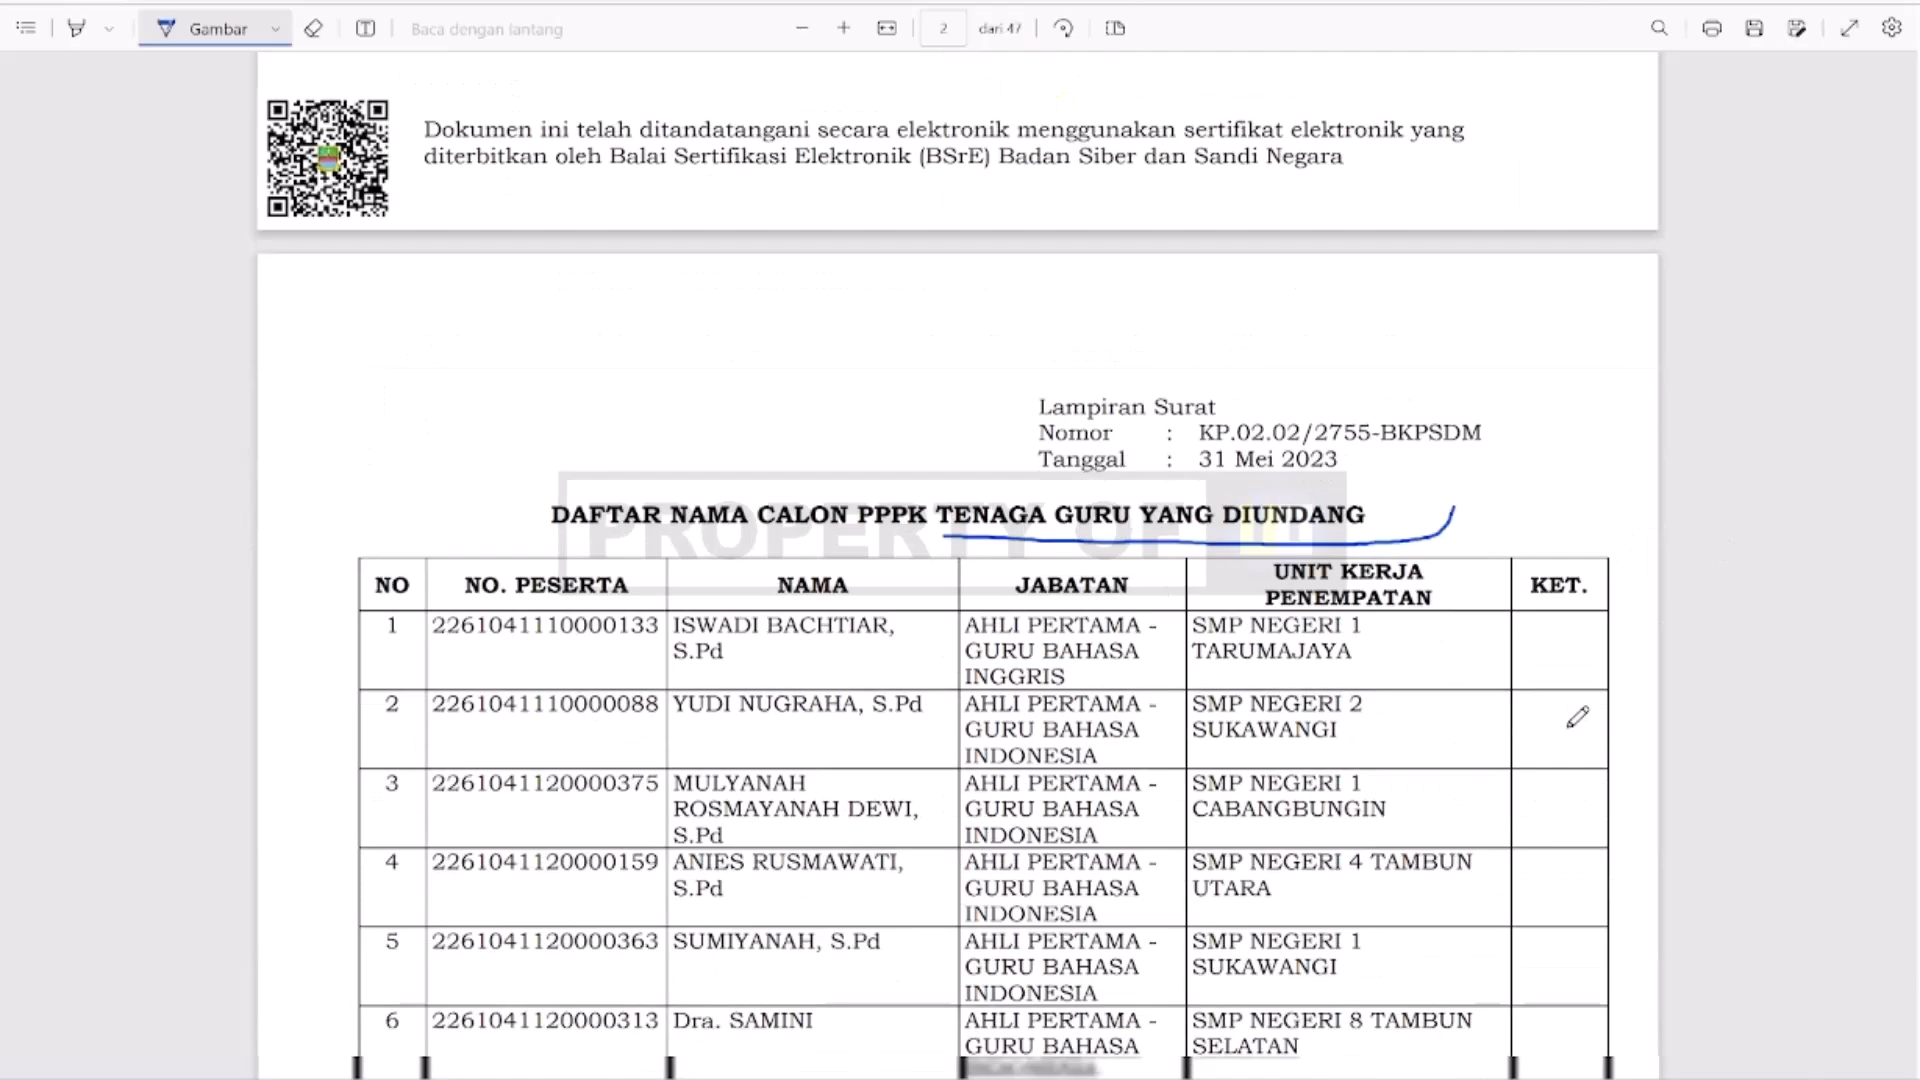 Gambar
Baca dengan lantang
2 dari 47
Dokumen ini telah ditandatangani secara elektronik menggunakan sertifikat elektronik yang
diterbitkan oleh Balai Sertifikasi Elektronik (BSrE) Badan Siber dan Sandi Negara
Lampiran Surat
Nomor : KP.02.02/2755-BKPSDM
Tanggal : 31 Mei 2023
PROPERTY OF
DAFTAR NAMA CALON PPPK TENAGA GURU YANG DIUNDANG
NO NO. PESERTA NAMA JABATAN UNIT KERJA PENEMPATAN KET.
1 2261041110000133 ISWADI BACHTIAR, AHLI PERTAMA - SMP NEGERI 1
S.Pd GURU BAHASA TARUMAJAYA
INGGRIS
2 2261041110000088 YUDI NUGRAHA, S.Pd AHLI PERTAMA - SMP NEGERI 2
GURU BAHASA SUKAWANGI
INDONESIA
3 2261041120000375 MULYANAH AHLI PERTAMA - SMP NEGERI 1
ROSMAYANAH DEWI, GURU BAHASA CABANGBUNGIN
S.Pd INDONESIA
4 2261041120000159 ANIES RUSMAWATI, AHLI PERTAMA - SMP NEGERI 4 TAMBUN
S.Pd GURU BAHASA UTARA
INDONESIA
5 2261041120000363 SUMIYANAH, S.Pd AHLI PERTAMA - SMP NEGERI 1
GURU BAHASA SUKAWANGI
INDONESIA
6 2261041120000313 Dra. SAMINI AHLI PERTAMA - SMP NEGERI 8 TAMBUN
GURU BAHASA SELATAN